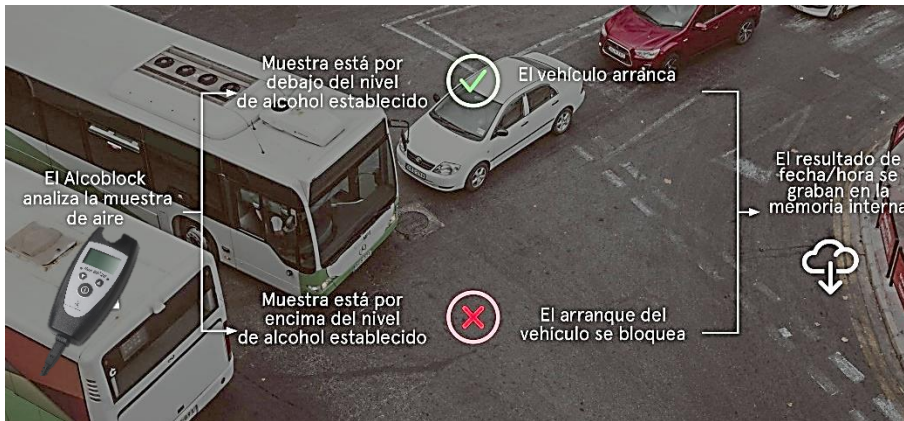 El Alcoblock
analiza la muestra
de aire
Muestra está por
debajo del nivel
de alcohol establecido
El vehículo arranca
Muestra está por
encima del nivel
de alcohol establecido
El arranque del
vehículo se bloquea
El resultado de
fecha/hora se
graban en la
memoria interna